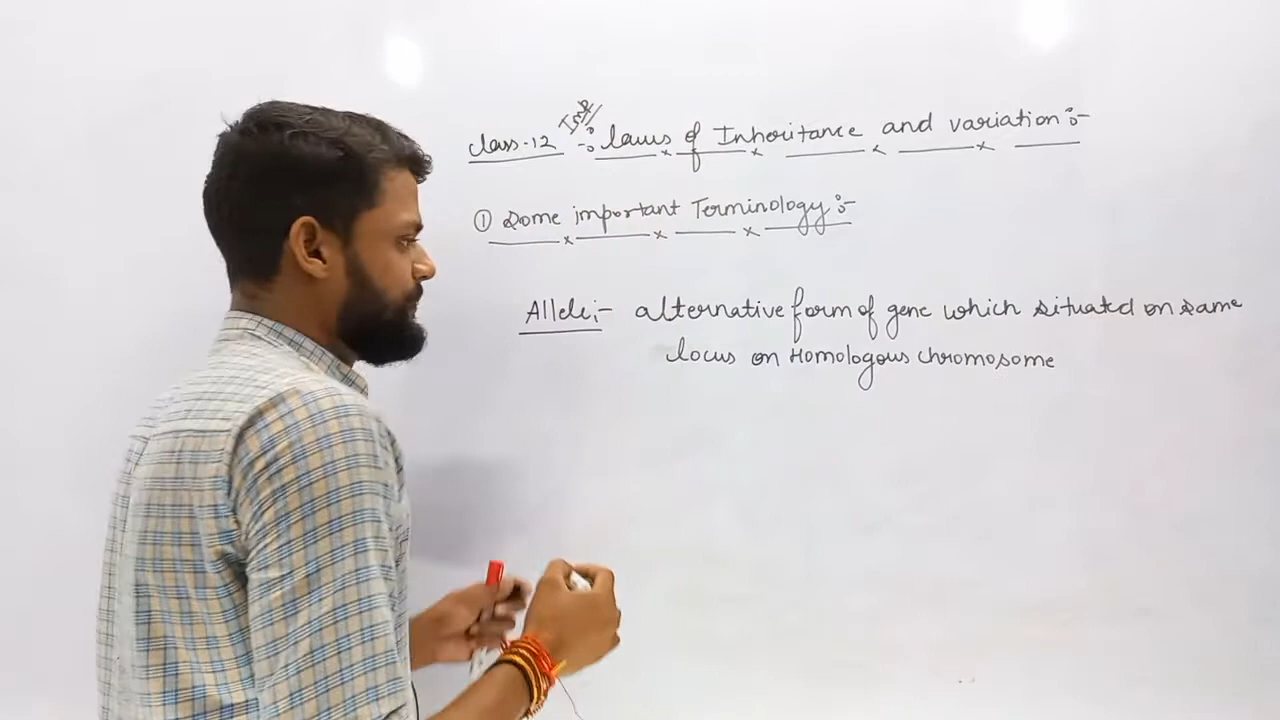 Class-12 Imp :- laws of Inheritance and variation :-
① Some important Terminology :-
Allele :- alternative form of gene which situated on same
locus on Homologous chromosome